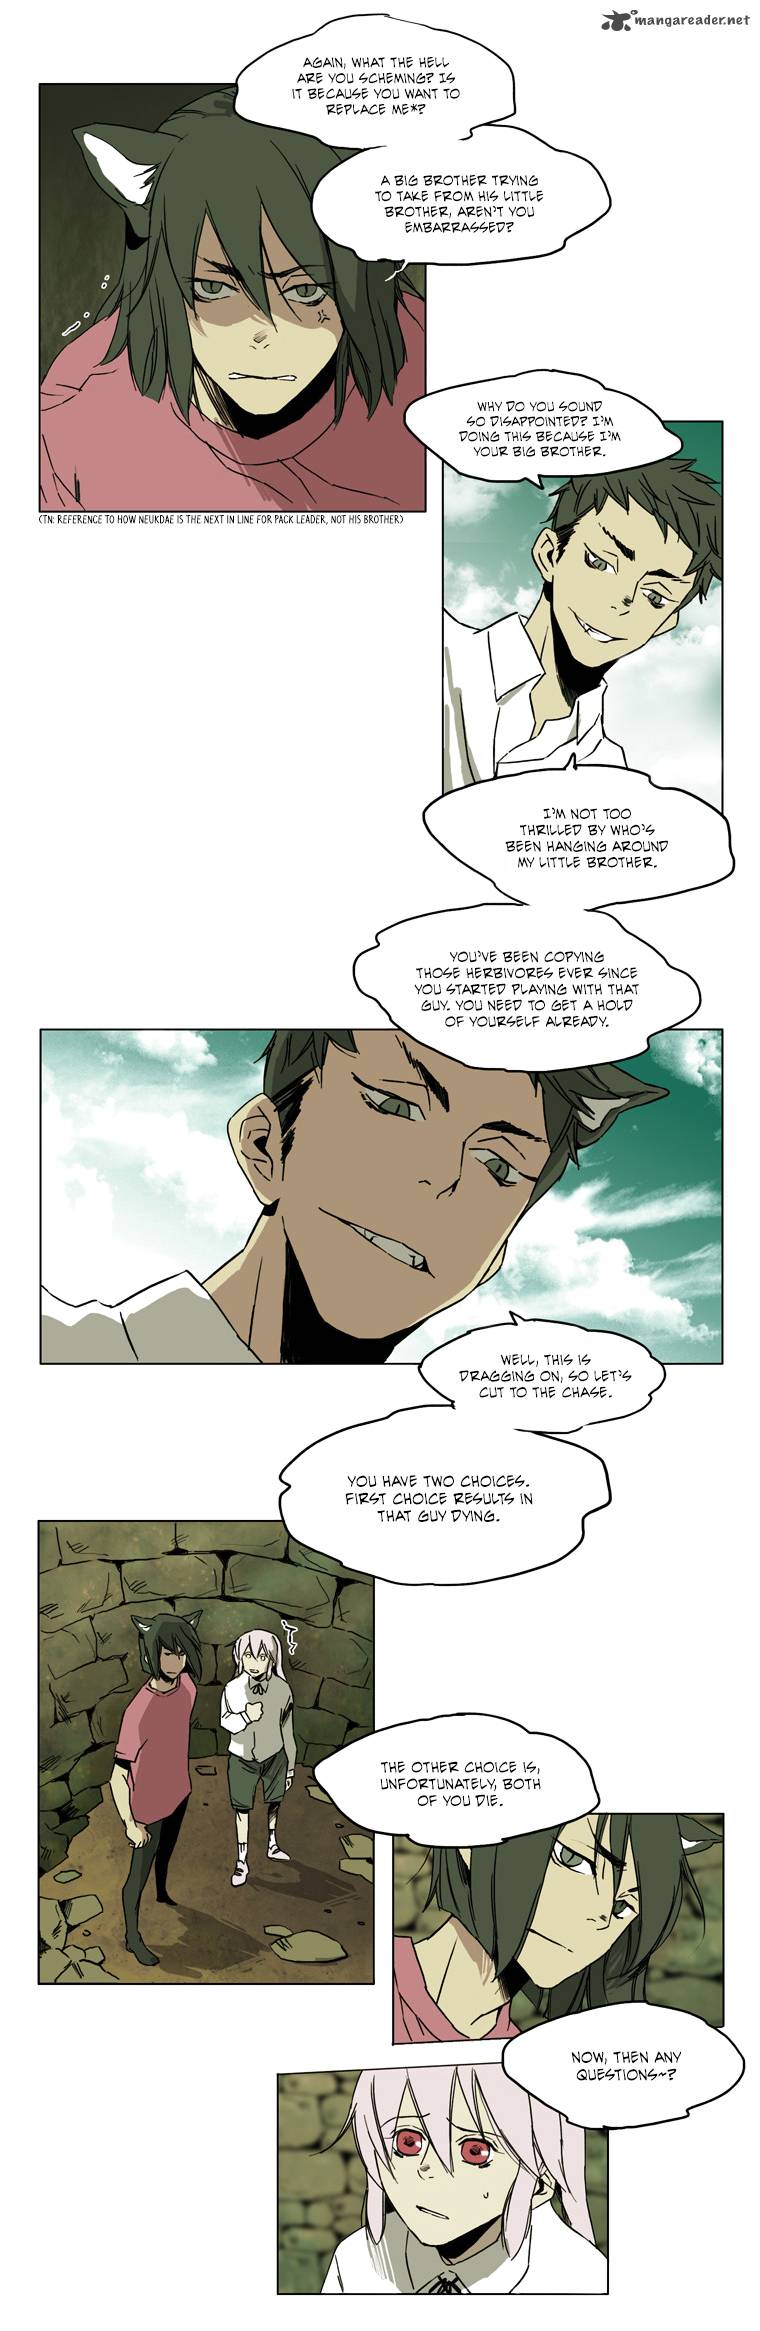 mangareader.net
AGAIN, WHAT THE HELL
ARE YOU SCHEMING? IS
IT BECAUSE YOU WANT TO
REPLACE ME*?
A BIG BROTHER TRYING
TO TAKE FROM HIS LITTLE
BROTHER, AREN'T YOU
EMBARRASSED?
WHY DO YOU SOUND
SO DISAPPOINTED? I'M
DOING THIS BECAUSE I'M
YOUR BIG BROTHER.
(TN: REFERENCE TO HOW NEUKDAE IS THE NEXT IN LINE FOR PACK LEADER, NOT HIS BROTHER)
I'M NOT TOO
THRILLED BY WHO'S
BEEN HANGING AROUND
MY LITTLE BROTHER.
YOU'VE BEEN COPYING
THOSE HERBIVORES EVER SINCE
YOU STARTED PLAYING WITH THAT
GUY. YOU NEED TO GET A HOLD
OF YOURSELF ALREADY.
WELL, THIS IS
DRAGGING ON, SO LET'S
CUT TO THE CHASE.
YOU HAVE TWO CHOICES.
FIRST CHOICE RESULTS IN
THAT GUY DYING.
THE OTHER CHOICE IS,
UNFORTUNATELY, BOTH
OF YOU DIE.
NOW, THEN ANY
QUESTIONS~?